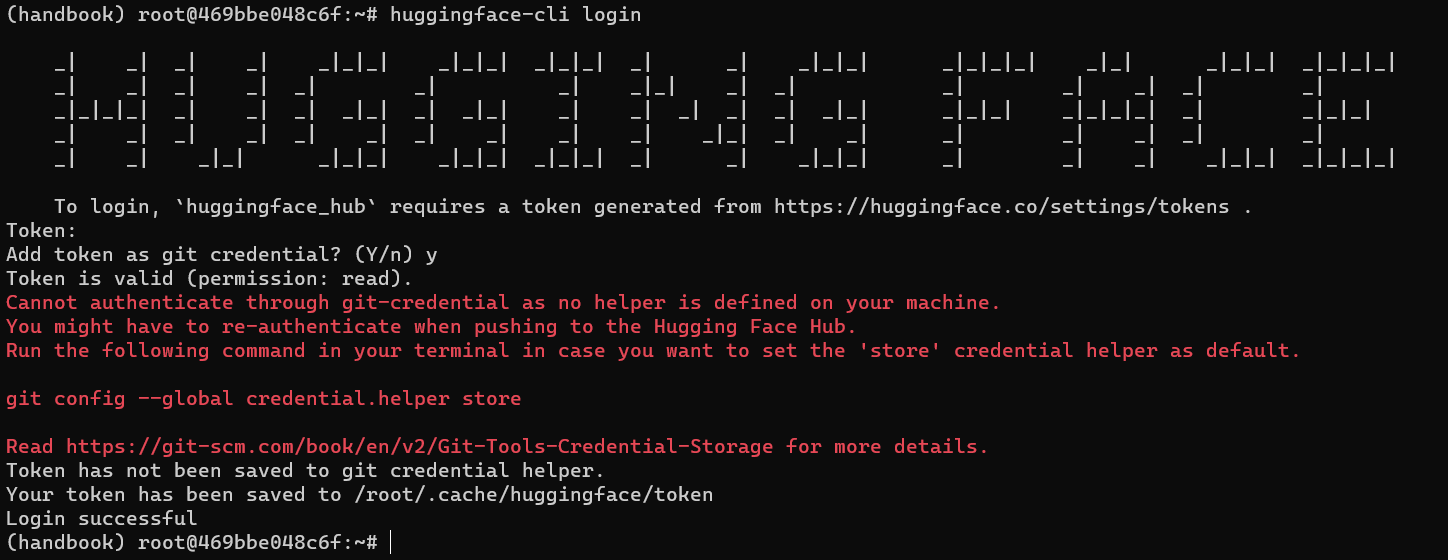 (handbook) root@469bbe048c6f:~# huggingface-cli login
HUGGING FACE
To login, `huggingface_hub` requires a token generated from https://huggingface.co/settings/tokens .
Token:
Add token as git credential? (Y/n) y
Token is valid (permission: read).
Cannot authenticate through git-credential as no helper is defined on your machine.
You might have to re-authenticate when pushing to the Hugging Face Hub.
Run the following command in your terminal in case you want to set the 'store' credential helper as default.
git config --global credential.helper store
Read https://git-scm.com/book/en/v2/Git-Tools-Credential-Storage for more details.
Token has not been saved to git credential helper.
Your token has been saved to /root/.cache/huggingface/token
Login successful
(handbook) root@469bbe048c6f:~#